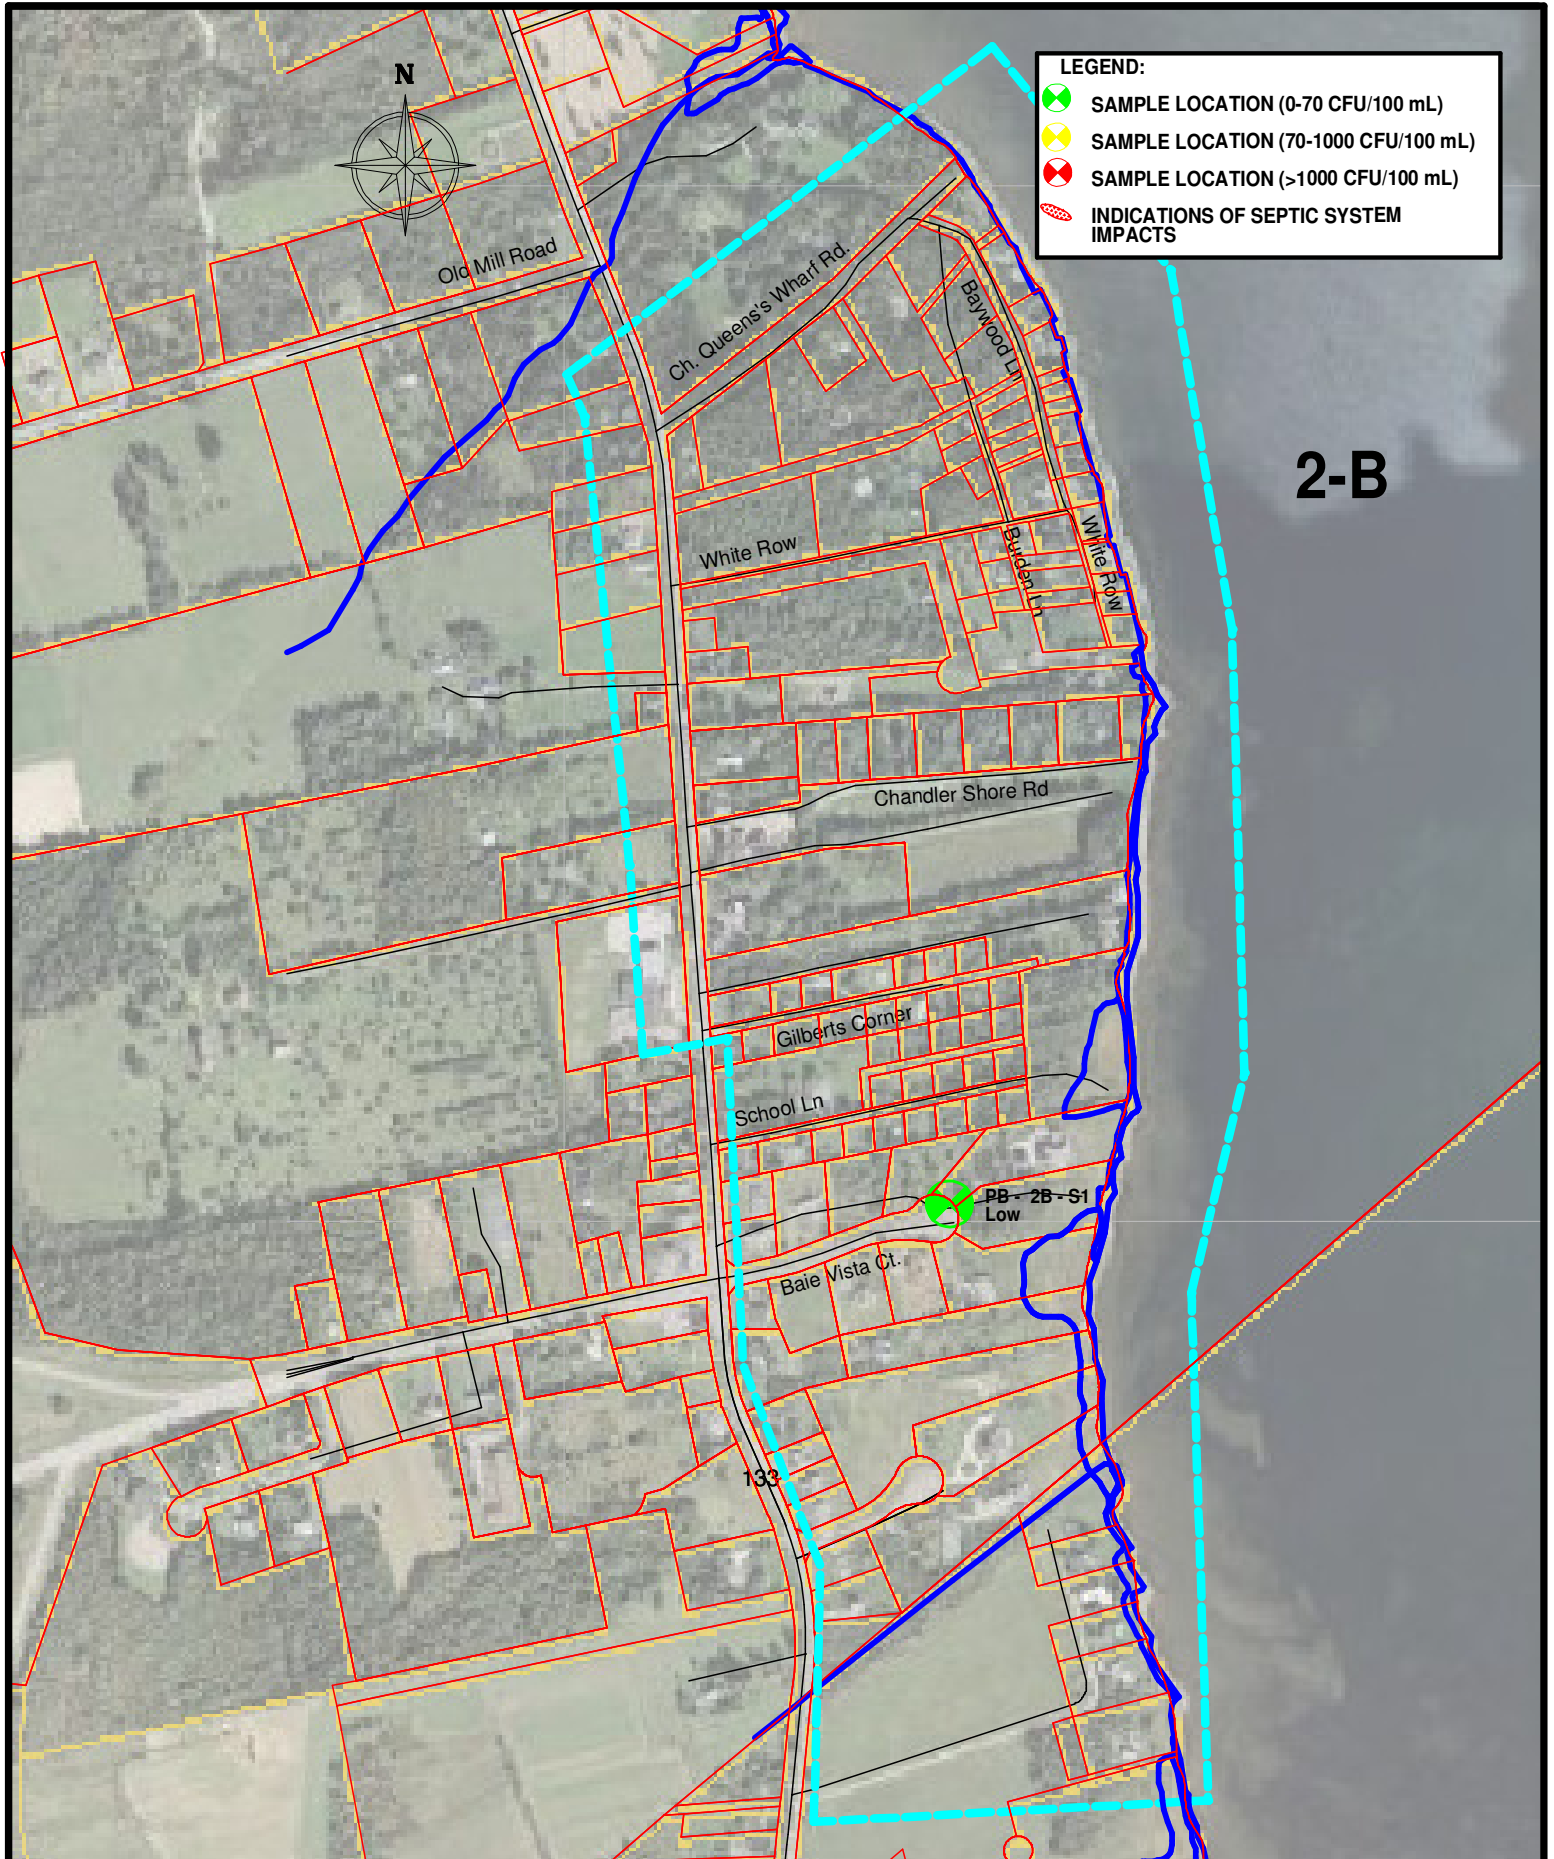 N
LEGEND:
SAMPLE LOCATION (0-70 CFU/100 mL)
SAMPLE LOCATION (70-1000 CFU/100 mL)
SAMPLE LOCATION (>1000 CFU/100 mL)
INDICATIONS OF SEPTIC SYSTEM
IMPACTS
Old Mill Road
Ch. Queens's Wharf Rd.
Baywood Ln
2-B
White Row
Burden Ln
White Row
Chandler Shore Rd
Gilberts Corner
School Ln
PB - 2B - S1
Low
Baie Vista Ct.
133